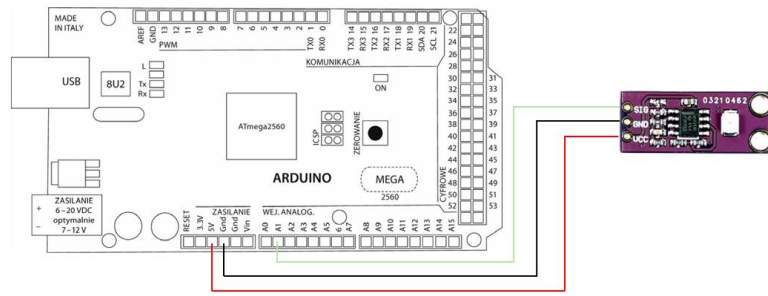 MADE
IN ITALY
AREF
GND
13
12
11
10
9
8
7
6
5
4
3
2
1
0
TX0
RX0
PWM
TX3 14
RX3 15
TX2 16
RX2 17
TX1 18
RX1 19
SDA 20
SCL 21
KOMUNIKACJA
L
Tx
Rx
USB
8U2
ON
ATmega2560
ICSP
ZEROWANIE
ARDUINO
MEGA
2560
CYFROWE
22
24
26
28
30
32
34
36
38
40
42
44
46
48
50
52
31
33
35
37
39
41
43
45
47
49
51
53
ZASILANIE
6–20 VDC
optymalnie
7–12 V
+
–
RESET
3.3V
5V
Gnd
Gnd
Vin
ZASILANIE
WEJ. ANALOG.
A0
A1
A2
A3
A4
A5
6
A7
A8
A9
A10
A11
A12
A13
A14
A15
03210462
SIG
GND
VCC